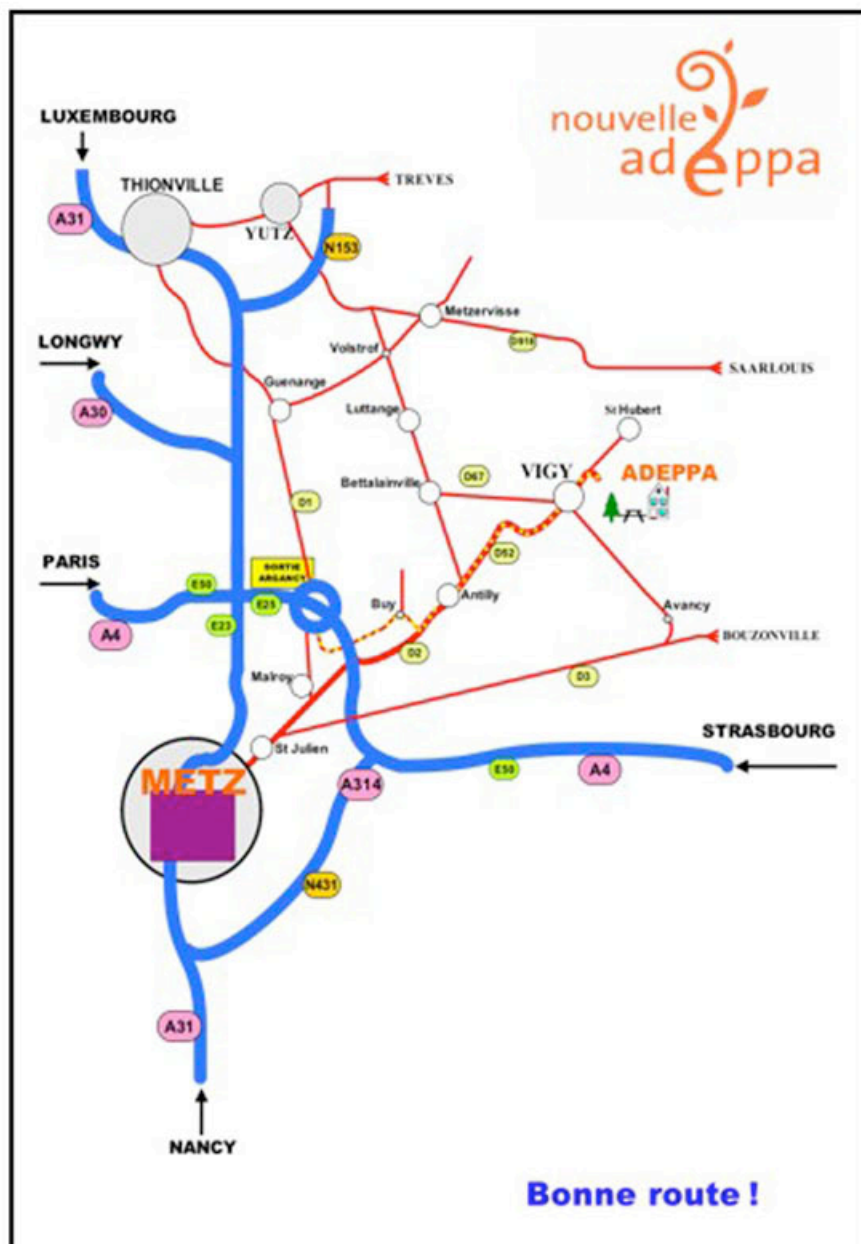 nouvelle
adeppa
LUXEMBOURG
THIONVILLE
TREVES
A31
YUTZ
N153
Metzervisse
LONGWY
Volstrof
D918
SAARLOUIS
Guenange
A30
Luttange
St Hubert
VIGY
ADEPPA
D67
Bettalainville
D1
PARIS
SORTIE
ARGANCY
D52
E50
E25
Buy
Antilly
Avancy
A4
E23
D2
BOUZONVILLE
Malroy
D3
STRASBOURG
St Julien
METZ
A314
E50
A4
N431
A31
NANCY
Bonne route !